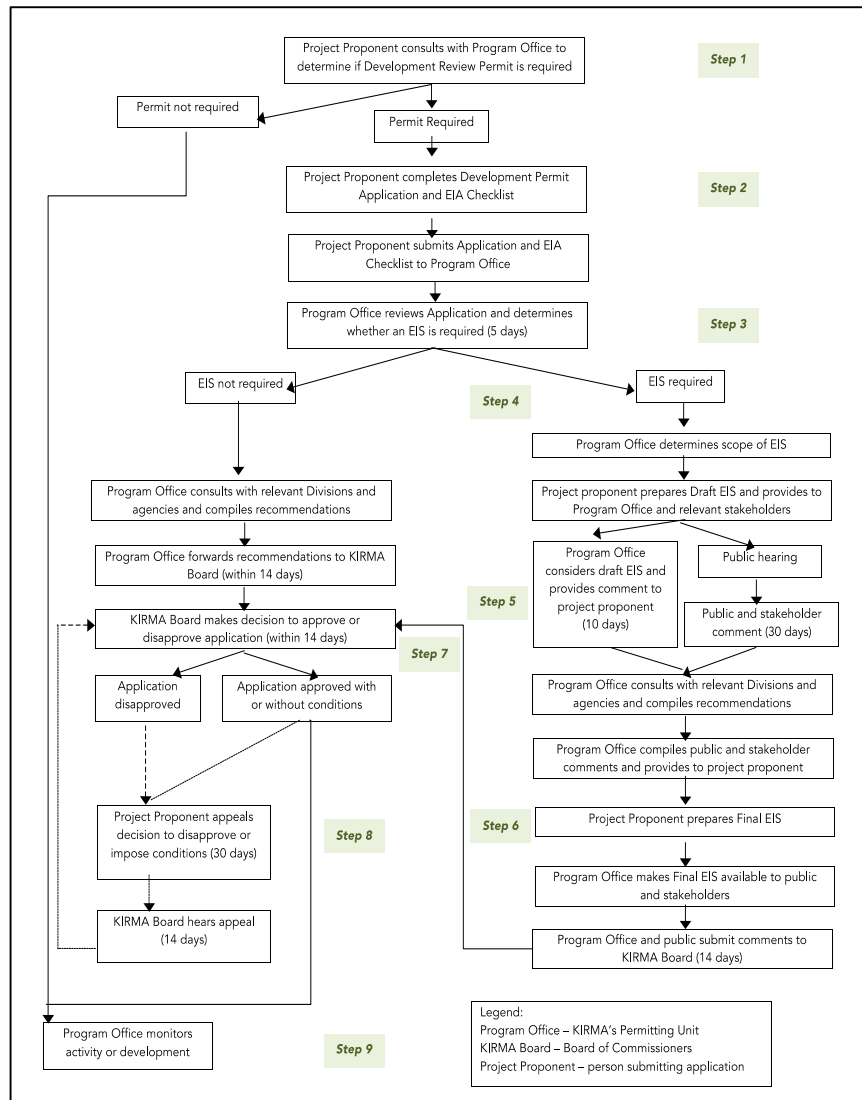 Project Proponent consults with Program Office to
determine if Development Review Permit is required
Step 1
Permit not required
Permit Required
Project Proponent completes Development Permit
Application and EIA Checklist
Step 2
Project Proponent submits Application and EIA
Checklist to Program Office
Program Office reviews Application and determines
whether an EIS is required (5 days)
Step 3
EIS not required
EIS required
Step 4
Program Office determines scope of EIS
Program Office consults with relevant Divisions and
agencies and compiles recommendations
Project proponent prepares Draft EIS and provides to
Program Office and relevant stakeholders
Program Office forwards recommendations to KIRMA
Board (within 14 days)
Program Office
considers draft EIS and
provides comment to
project proponent
(10 days)
Public hearing
Step 5
Public and stakeholder
comment (30 days)
KIRMA Board makes decision to approve or
disapprove application (within 14 days)
Step 7
Application
disapproved
Application approved with
or without conditions
Program Office consults with relevant Divisions and
agencies and compiles recommendations
Program Office compiles public and stakeholder
comments and provides to project proponent
Project Proponent appeals
decision to disapprove or
impose conditions (30 days)
Step 8
Step 6
Project Proponent prepares Final EIS
Program Office makes Final EIS available to public
and stakeholders
KIRMA Board hears appeal
(14 days)
Program Office and public submit comments to
KIRMA Board (14 days)
Program Office monitors
activity or development
Step 9
Legend:
Program Office – KIRMA's Permitting Unit
KIRMA Board – Board of Commissioners
Project Proponent – person submitting application